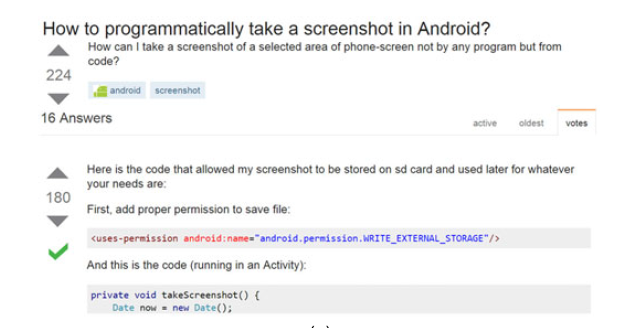 How to programmatically take a screenshot in Android?
How can I take a screenshot of a selected area of phone-screen not by any program but from
code?
224
android screenshot
16 Answers
active oldest votes
Here is the code that allowed my screenshot to be stored on sd card and used later for whatever
your needs are:
180
First, add proper permission to save file:
<uses-permission android:name="android.permission.WRITE_EXTERNAL_STORAGE"/>
And this is the code (running in an Activity):
private void takeScreenshot() {
Date now = new Date();